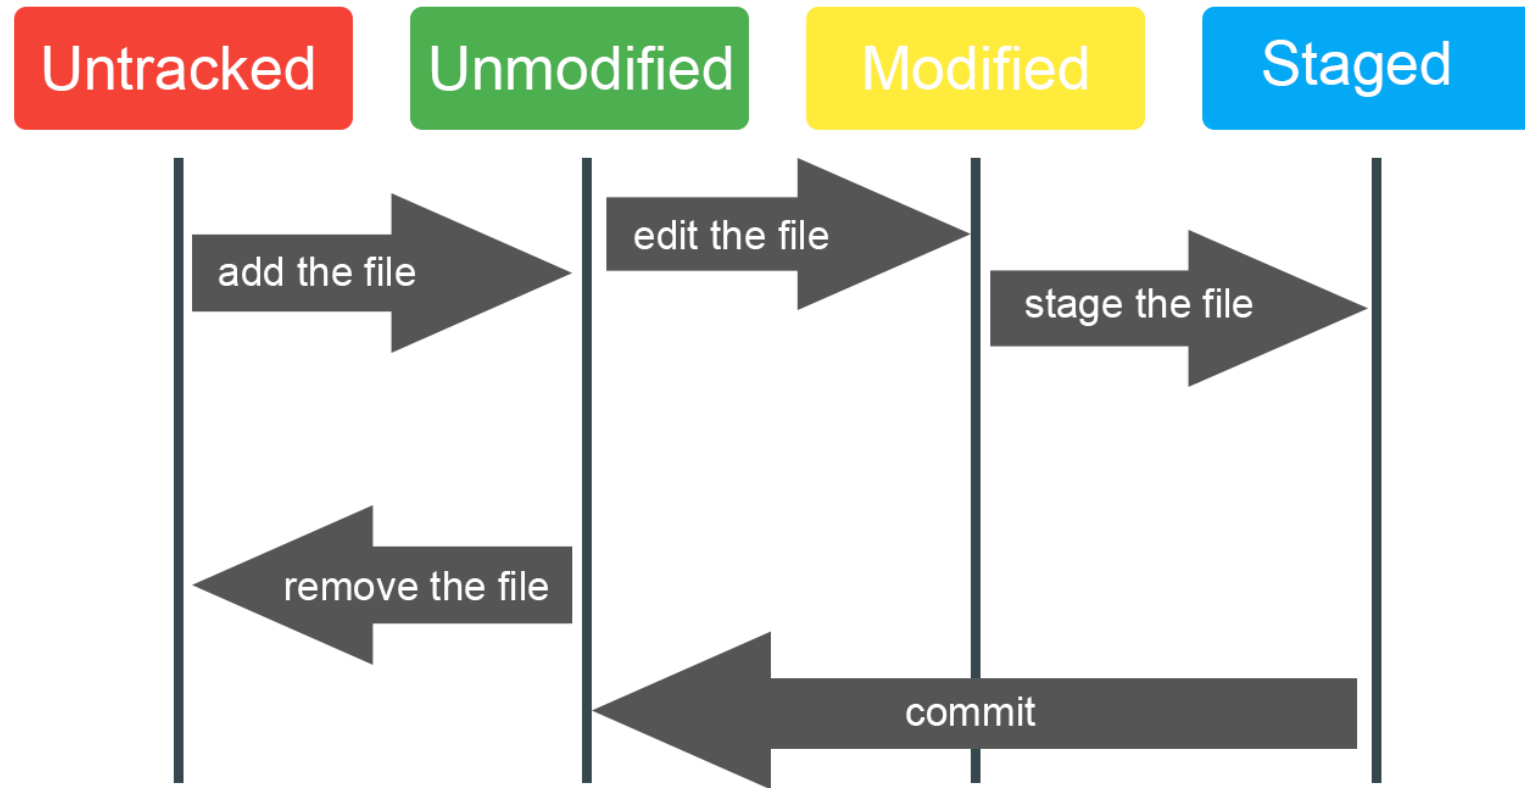 Untracked
Unmodified
Modified
Staged
add the file
edit the file
stage the file
remove the file
commit